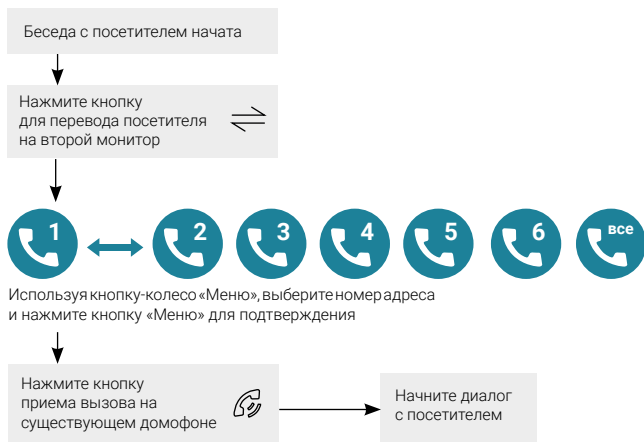 Беседа с посетителем начата
Нажмите кнопку
для перевода посетителя
на второй монитор
1 2 3 4 5 6 все
Используя кнопку-колесо «Меню», выберите номер адреса
и нажмите кнопку «Меню» для подтверждения
Нажмите кнопку
приема вызова на
существующем домофоне
Начните диалог
с посетителем